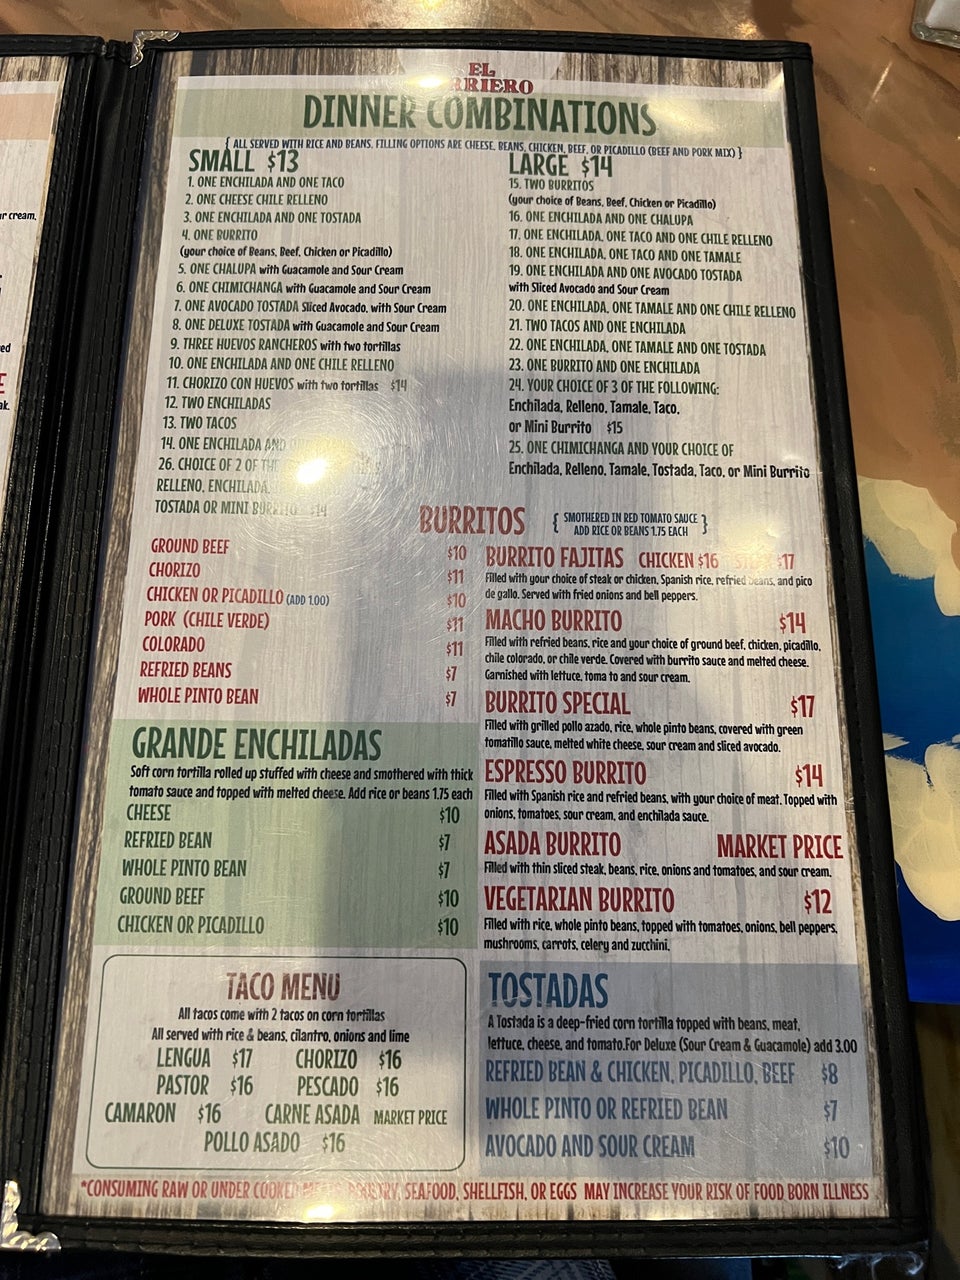 EL
RRIERO
DINNER COMBINATIONS
{ ALL SERVED WITH RICE AND BEANS. FILLING OPTIONS ARE CHEESE, BEANS, CHICKEN, BEEF, OR PICADILLO (BEEF AND PORK MIX) }
SMALL $13
1. ONE ENCHILADA AND ONE TACO
2. ONE CHEESE CHILE RELLENO
3. ONE ENCHILADA AND ONE TOSTADA
4. ONE BURRITO
(your choice of Beans, Beef, Chicken or Picadillo)
5. ONE CHALUPA with Guacamole and Sour Cream
6. ONE CHIMICHANGA with Guacamole and Sour Cream
7. ONE AVOCADO TOSTADA Sliced Avocado, with Sour Cream
8. ONE DELUXE TOSTADA with Guacamole and Sour Cream
9. THREE HUEVOS RANCHEROS with two tortillas
10. ONE ENCHILADA AND ONE CHILE RELLENO
11. CHORIZO CON HUEVOS with two tortillas $14
12. TWO ENCHILADAS
13. TWO TACOS
14. ONE ENCHILADA AND
26. CHOICE OF 2 OF THE
RELLENO, ENCHILADA,
TOSTADA OR MINI BURRITO $14
LARGE $14
15. TWO BURRITOS
(your choice of Beans, Beef, Chicken or Picadillo)
16. ONE ENCHILADA AND ONE CHALUPA
17. ONE ENCHILADA, ONE TACO AND ONE CHILE RELLENO
18. ONE ENCHILADA, ONE TACO AND ONE TAMALE
19. ONE ENCHILADA AND ONE AVOCADO TOSTADA
with Sliced Avocado and Sour Cream
20. ONE ENCHILADA, ONE TAMALE AND ONE CHILE RELLENO
21. TWO TACOS AND ONE ENCHILADA
22. ONE ENCHILADA, ONE TAMALE AND ONE TOSTADA
23. ONE BURRITO AND ONE ENCHILADA
24. YOUR CHOICE OF 3 OF THE FOLLOWING:
Enchilada, Relleno, Tamale, Taco,
or Mini Burrito $15
25. ONE CHIMICHANGA AND YOUR CHOICE OF
Enchilada, Relleno, Tamale, Tostada, Taco, or Mini Burrito
BURRITOS
{ SMOTHERED IN RED TOMATO SAUCE
ADD RICE OR BEANS 1.75 EACH }
GROUND BEEF $10
CHORIZO $11
CHICKEN OR PICADILLO (ADD 1.00) $10
PORK (CHILE VERDE) $11
COLORADO $11
REFRIED BEANS $7
WHOLE PINTO BEAN $7
BURRITO FAJITAS CHICKEN $16 STEAK $17
Filled with your choice of steak or chicken, Spanish rice, refried beans, and pico
de gallo. Served with fried onions and bell peppers.
MACHO BURRITO $14
Filled with refried beans, rice and your choice of ground beef, chicken, picadillo,
chile colorado, or chile verde. Covered with burrito sauce and melted cheese.
Garnished with lettuce, toma to and sour cream.
BURRITO SPECIAL $17
Filled with grilled pollo azado, rice, whole pinto beans, covered with green
tomatillo sauce, melted white cheese, sour cream and sliced avocado.
ESPRESSO BURRITO $14
Filled with Spanish rice and refried beans, with your choice of meat. Topped with
onions, tomatoes, sour cream, and enchilada sauce.
ASADA BURRITO MARKET PRICE
Filled with thin sliced steak, beans, rice, onions and tomatoes, and sour cream.
VEGETARIAN BURRITO $12
Filled with rice, whole pinto beans, topped with tomatoes, onions, bell peppers,
mushrooms, carrots, celery and zucchini.
GRANDE ENCHILADAS
Soft corn tortilla rolled up stuffed with cheese and smothered with thick
tomato sauce and topped with melted cheese. Add rice or beans 1.75 each
CHEESE $10
REFRIED BEAN $7
WHOLE PINTO BEAN $7
GROUND BEEF $10
CHICKEN OR PICADILLO $10
TACO MENU
All tacos come with 2 tacos on corn tortillas
All served with rice & beans, cilantro, onions and lime
LENGUA $17 CHORIZO $16
PASTOR $16 PESCADO $16
CAMARON $16 CARNE ASADA MARKET PRICE
POLLO ASADO $16
TOSTADAS
A Tostada is a deep-fried corn tortilla topped with beans, meat,
lettuce, cheese, and tomato.For Deluxe (Sour Cream & Guacamole) add 3.00
REFRIED BEAN & CHICKEN, PICADILLO, BEEF $8
WHOLE PINTO OR REFRIED BEAN $7
AVOCADO AND SOUR CREAM $10
*CONSUMING RAW OR UNDER COOKED MEATS, POULTRY, SEAFOOD, SHELLFISH, OR EGGS MAY INCREASE YOUR RISK OF FOOD BORN ILLNESS